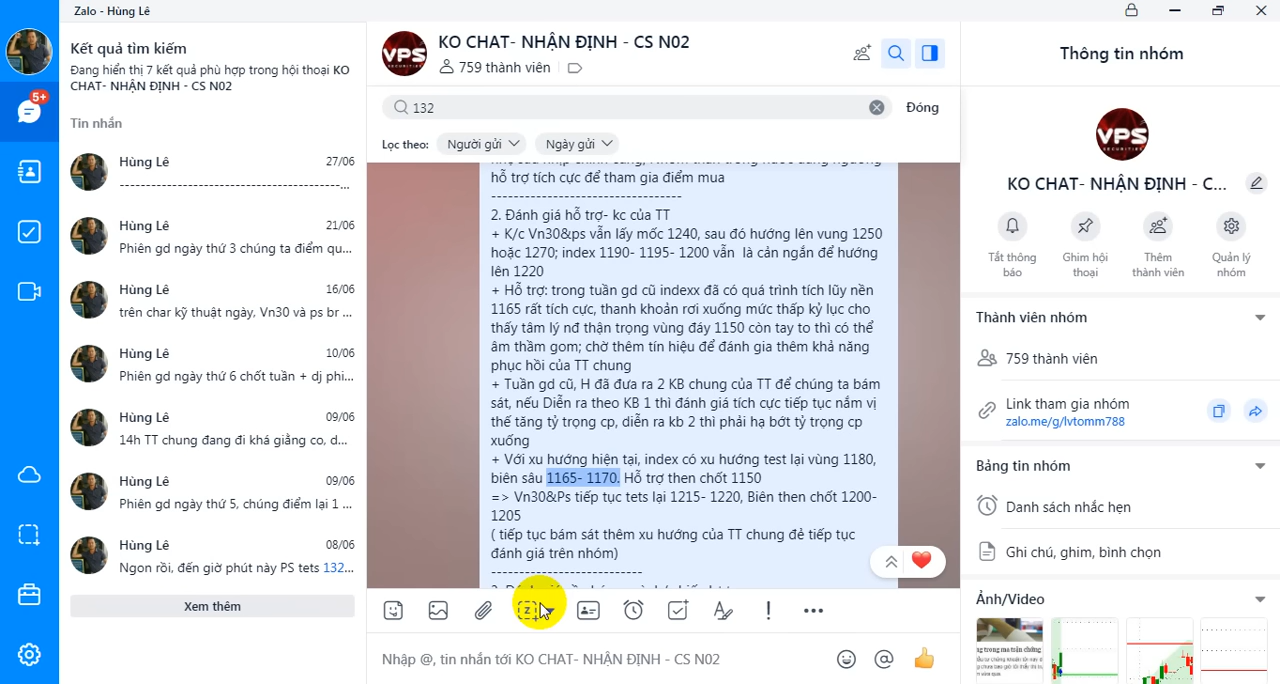 Zalo - Hùng Lê
Kết quả tìm kiếm
Đang hiển thị 7 kết quả phù hợp trong hội thoại KO
CHAT- NHẬN ĐỊNH - CS N02
Tin nhắn
Hùng Lê 27/06
------------------------------------------...
Hùng Lê 21/06
Phiên gd ngày thứ 3 chúng ta điểm qu...
Hùng Lê 16/06
trên char kỹ thuật ngày, Vn30 và ps br ...
Hùng Lê 10/06
Phiên gd ngày thứ 6 chốt tuần + dj phi...
Hùng Lê 09/06
14h TT chung đang đi khá giằng co, d...
Hùng Lê 09/06
Phiên gd ngày thứ 5, chúng điểm lại 1 ...
Hùng Lê 08/06
Ngon rồi, đến giờ phút này PS tets 132...
Xem thêm
5+
VPS
SECURITIES
KO CHAT- NHẬN ĐỊNH - CS N02
759 thành viên
132
Đóng
Lọc theo: Người gửi Ngày gửi
hỗ trợ tích cực để tham gia điểm mua
------------------------------------
2. Đánh giá hỗ trợ- kc của TT
+ K/c Vn30&ps vẫn lấy mốc 1240, sau đó hướng lên vung 1250
hoặc 1270; index 1190- 1195- 1200 vẫn là cản ngắn để hướng
lên 1220
+ Hỗ trợ: trong tuần gd cũ indexx đã có quá trình tích lũy nền
1165 rất tích cực, thanh khoản rơi xuống mức thấp kỷ lục cho
thấy tâm lý nđ thận trọng vùng đáy 1150 còn tay to thì có thể
âm thầm gom; chờ thêm tín hiệu để đánh gia thêm khả năng
phục hồi của TT chung
+ Tuần gd cũ, H đã đưa ra 2 KB chung của TT để chúng ta bám
sát, nếu Diễn ra theo KB 1 thì đánh giá tích cực tiếp tục nắm vị
thế tăng tỷ trọng cp, diễn ra kb 2 thì phải hạ bớt tỷ trọng cp
xuống
+ Với xu hướng hiện tại, index có xu hướng test lại vùng 1180,
biên sâu 1165- 1170. Hỗ trợ then chốt 1150
=> Vn30&Ps tiếp tục tets lại 1215- 1220, Biên then chốt 1200-
1205
( tiếp tục bám sát thêm xu hướng của TT chung đẻ tiếp tục
đánh giá trên nhóm)
-----------------------------
Nhập @, tin nhắn tới KO CHAT- NHẬN ĐỊNH - CS N02
Thông tin nhóm
VPS
SECURITIES
KO CHAT- NHẬN ĐỊNH - C...
Tắt thông
báo
Ghim hội
thoại
Thêm
thành viên
Quản lý
nhóm
Thành viên nhóm
759 thành viên
Link tham gia nhóm
zalo.me/g/lvtomm788
Bảng tin nhóm
Danh sách nhắc hẹn
Ghi chú, ghim, bình chọn
Ảnh/Video